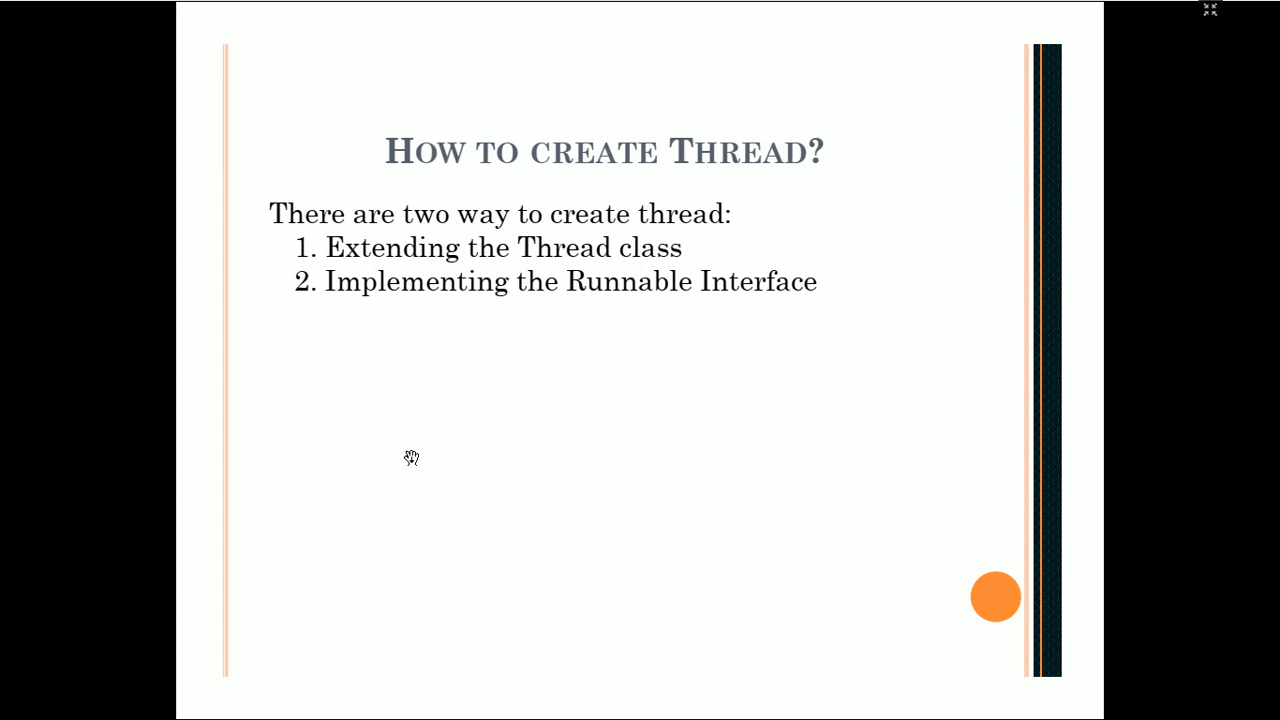 How to create Thread?
There are two way to create thread:
1. Extending the Thread class
2. Implementing the Runnable Interface